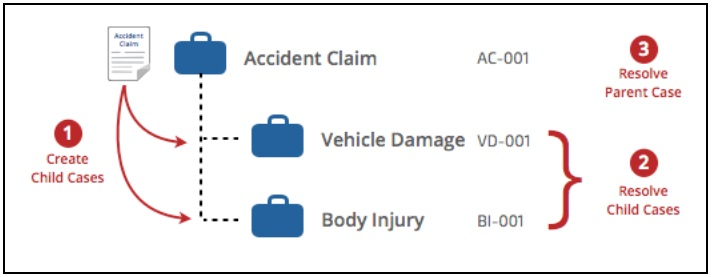 Accident
Claim
Accident Claim AC-001
3
Resolve
Parent Case
1
Create
Child Cases
Vehicle Damage VD-001
2
Resolve
Child Cases
Body Injury BI-001